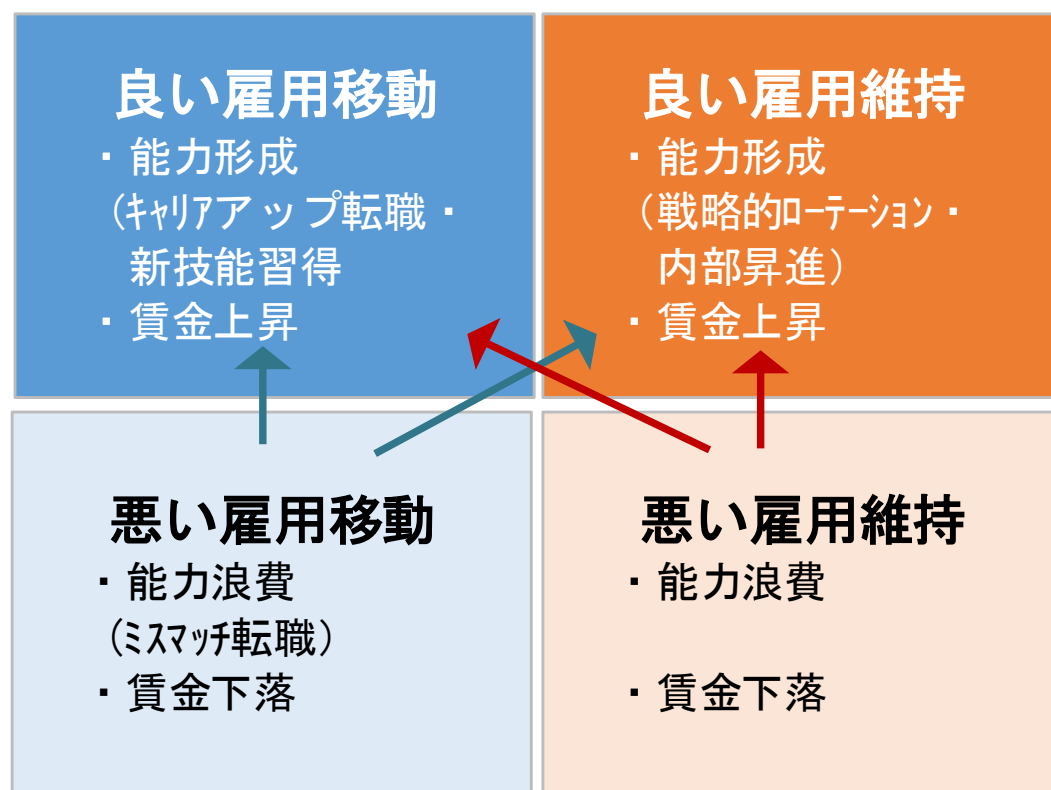 良い雇用移動
・能力形成
（ｷｬﾘｱアップ転職・
新技能習得
・賃金上昇
良い雇用維持
・能力形成
（戦略的ﾛｰﾃｰｼｮﾝ・
内部昇進）
・賃金上昇
悪い雇用移動
・能力浪費
（ﾐｽﾏｯﾁ転職）
・賃金下落
悪い雇用維持
・能力浪費
・賃金下落